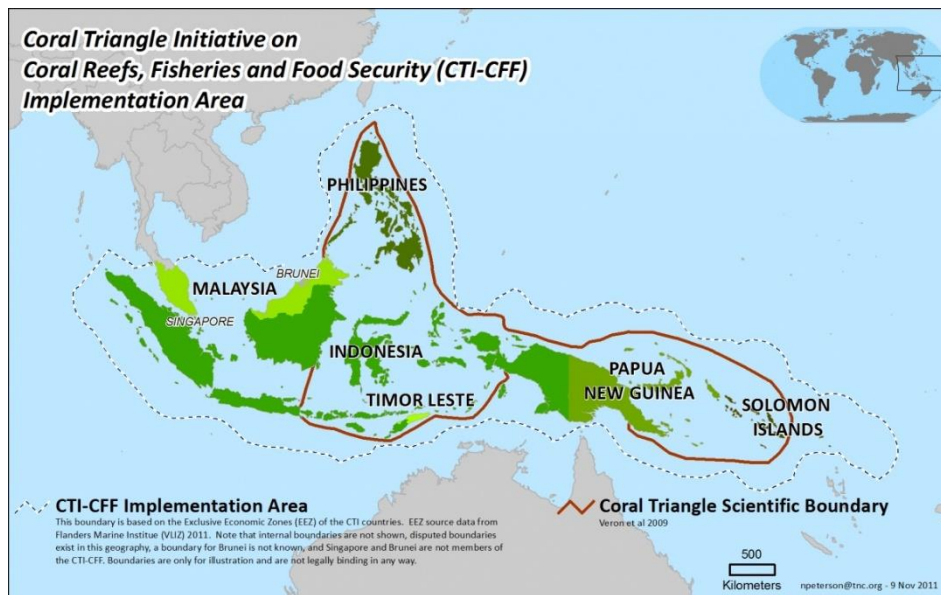 Coral Triangle Initiative on
Coral Reefs, Fisheries and Food Security (CTI-CFF)
Implementation Area
PHILIPPINES
BRUNEI
MALAYSIA
SINGAPORE
INDONESIA
PAPUA
NEW GUINEA
TIMOR LESTE
SOLOMON
ISLANDS
CTI-CFF Implementation Area
This boundary is based on the Exclusive Economic Zones (EEZ) of the CTI countries. EEZ source data from
Flanders Marine Institue (VLIZ) 2011. Note that internal boundaries are not shown, disputed boundaries
exist in this geography, a boundary for Brunei is not known, and Singapore and Brunei are not members of
the CTI-CFF. Boundaries are only for illustration and are not legally binding in any way.
Coral Triangle Scientific Boundary
Veron et al 2009
500
Kilometers
npeterson@tnc.org - 9 Nov 2011